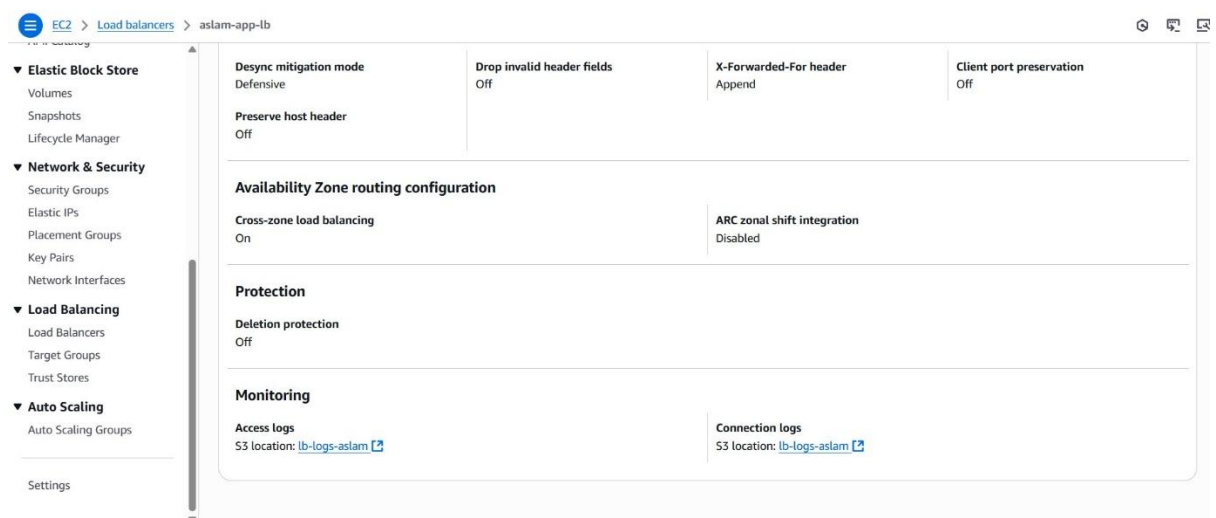 EC2 > Load balancers > aslam-app-lb
AMI Catalog
Elastic Block Store
Volumes
Snapshots
Lifecycle Manager
Network & Security
Security Groups
Elastic IPs
Placement Groups
Key Pairs
Network Interfaces
Load Balancing
Load Balancers
Target Groups
Trust Stores
Auto Scaling
Auto Scaling Groups
Settings
Desync mitigation mode
Defensive
Drop invalid header fields
Off
X-Forwarded-For header
Append
Client port preservation
Off
Preserve host header
Off
Availability Zone routing configuration
Cross-zone load balancing
On
ARC zonal shift integration
Disabled
Protection
Deletion protection
Off
Monitoring
Access logs
S3 location: lb-logs-aslam
Connection logs
S3 location: lb-logs-aslam